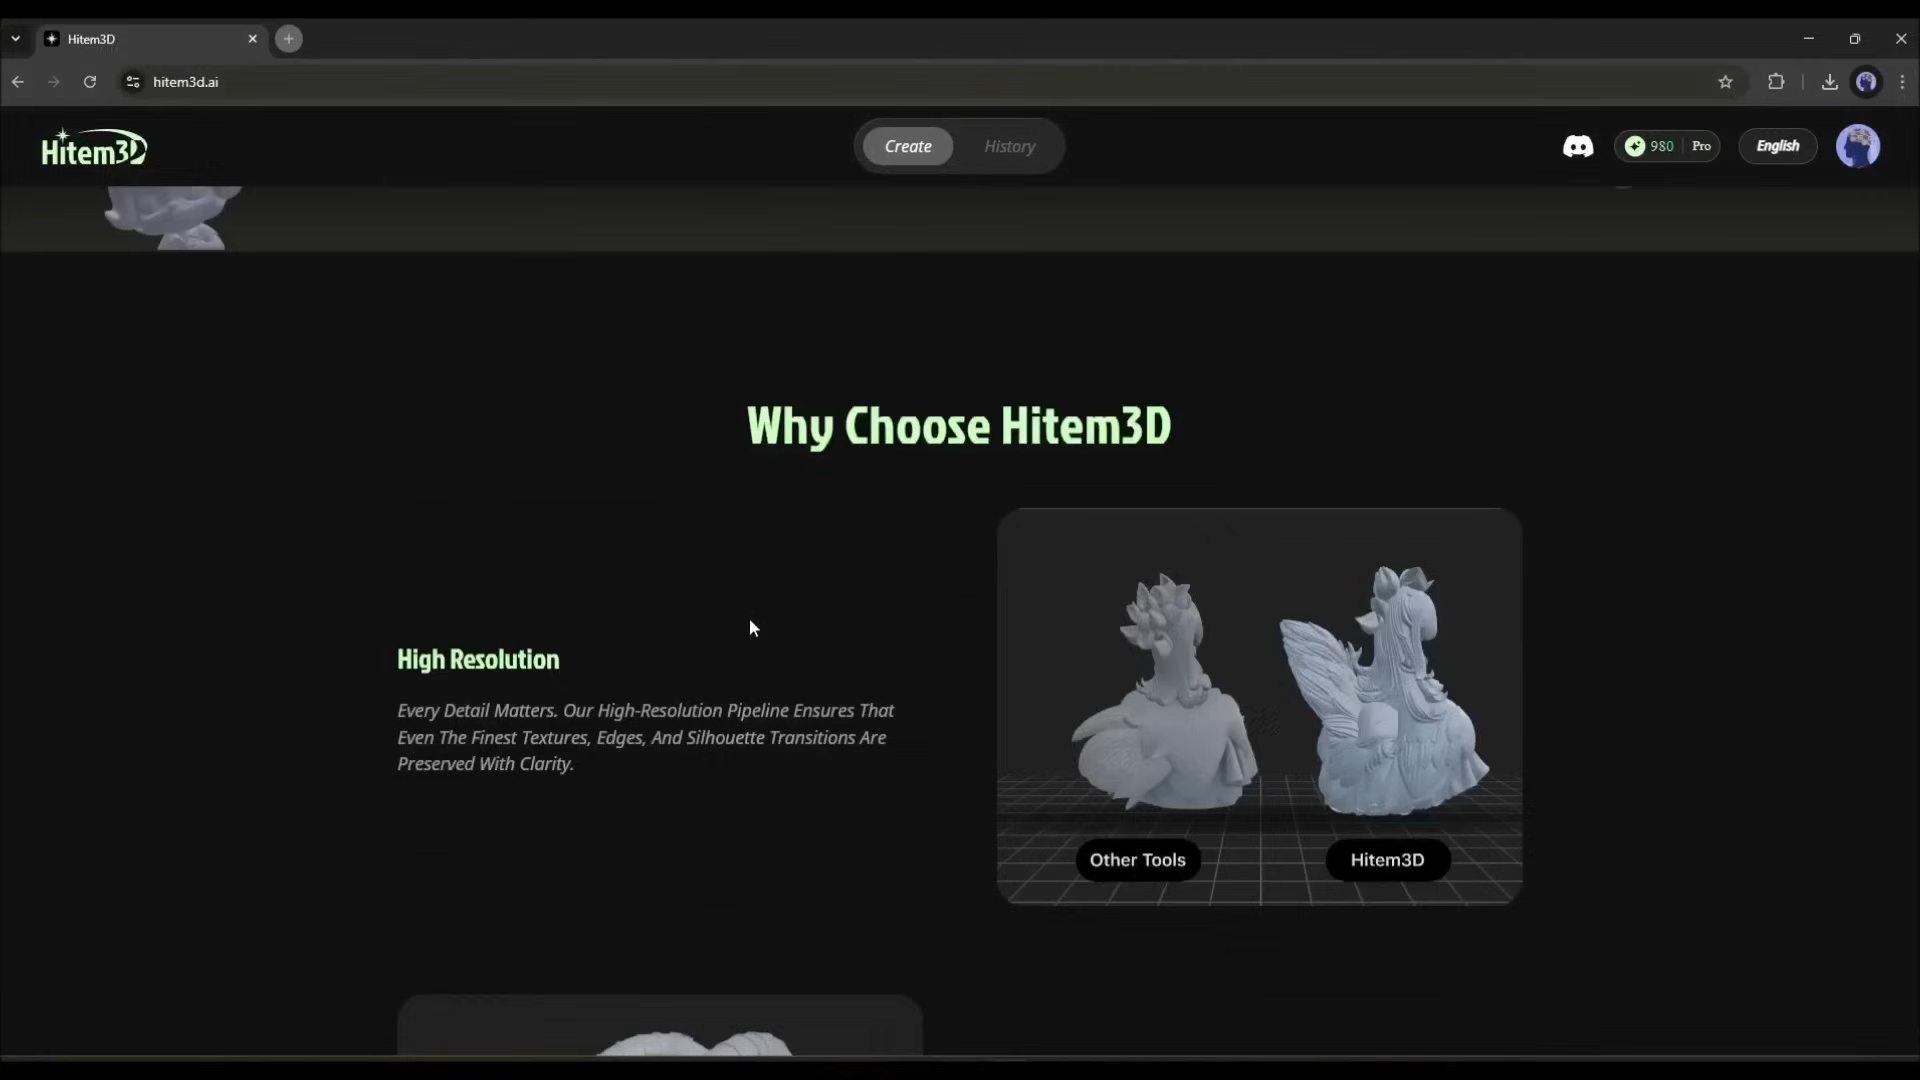 Hitem3D
hitem3d.ai
Hitem3D
Create
History
980
Pro
English
Why Choose Hitem3D
High Resolution
Every Detail Matters. Our High-Resolution Pipeline Ensures That
Even The Finest Textures, Edges, And Silhouette Transitions Are
Preserved With Clarity.
Other Tools
Hitem3D